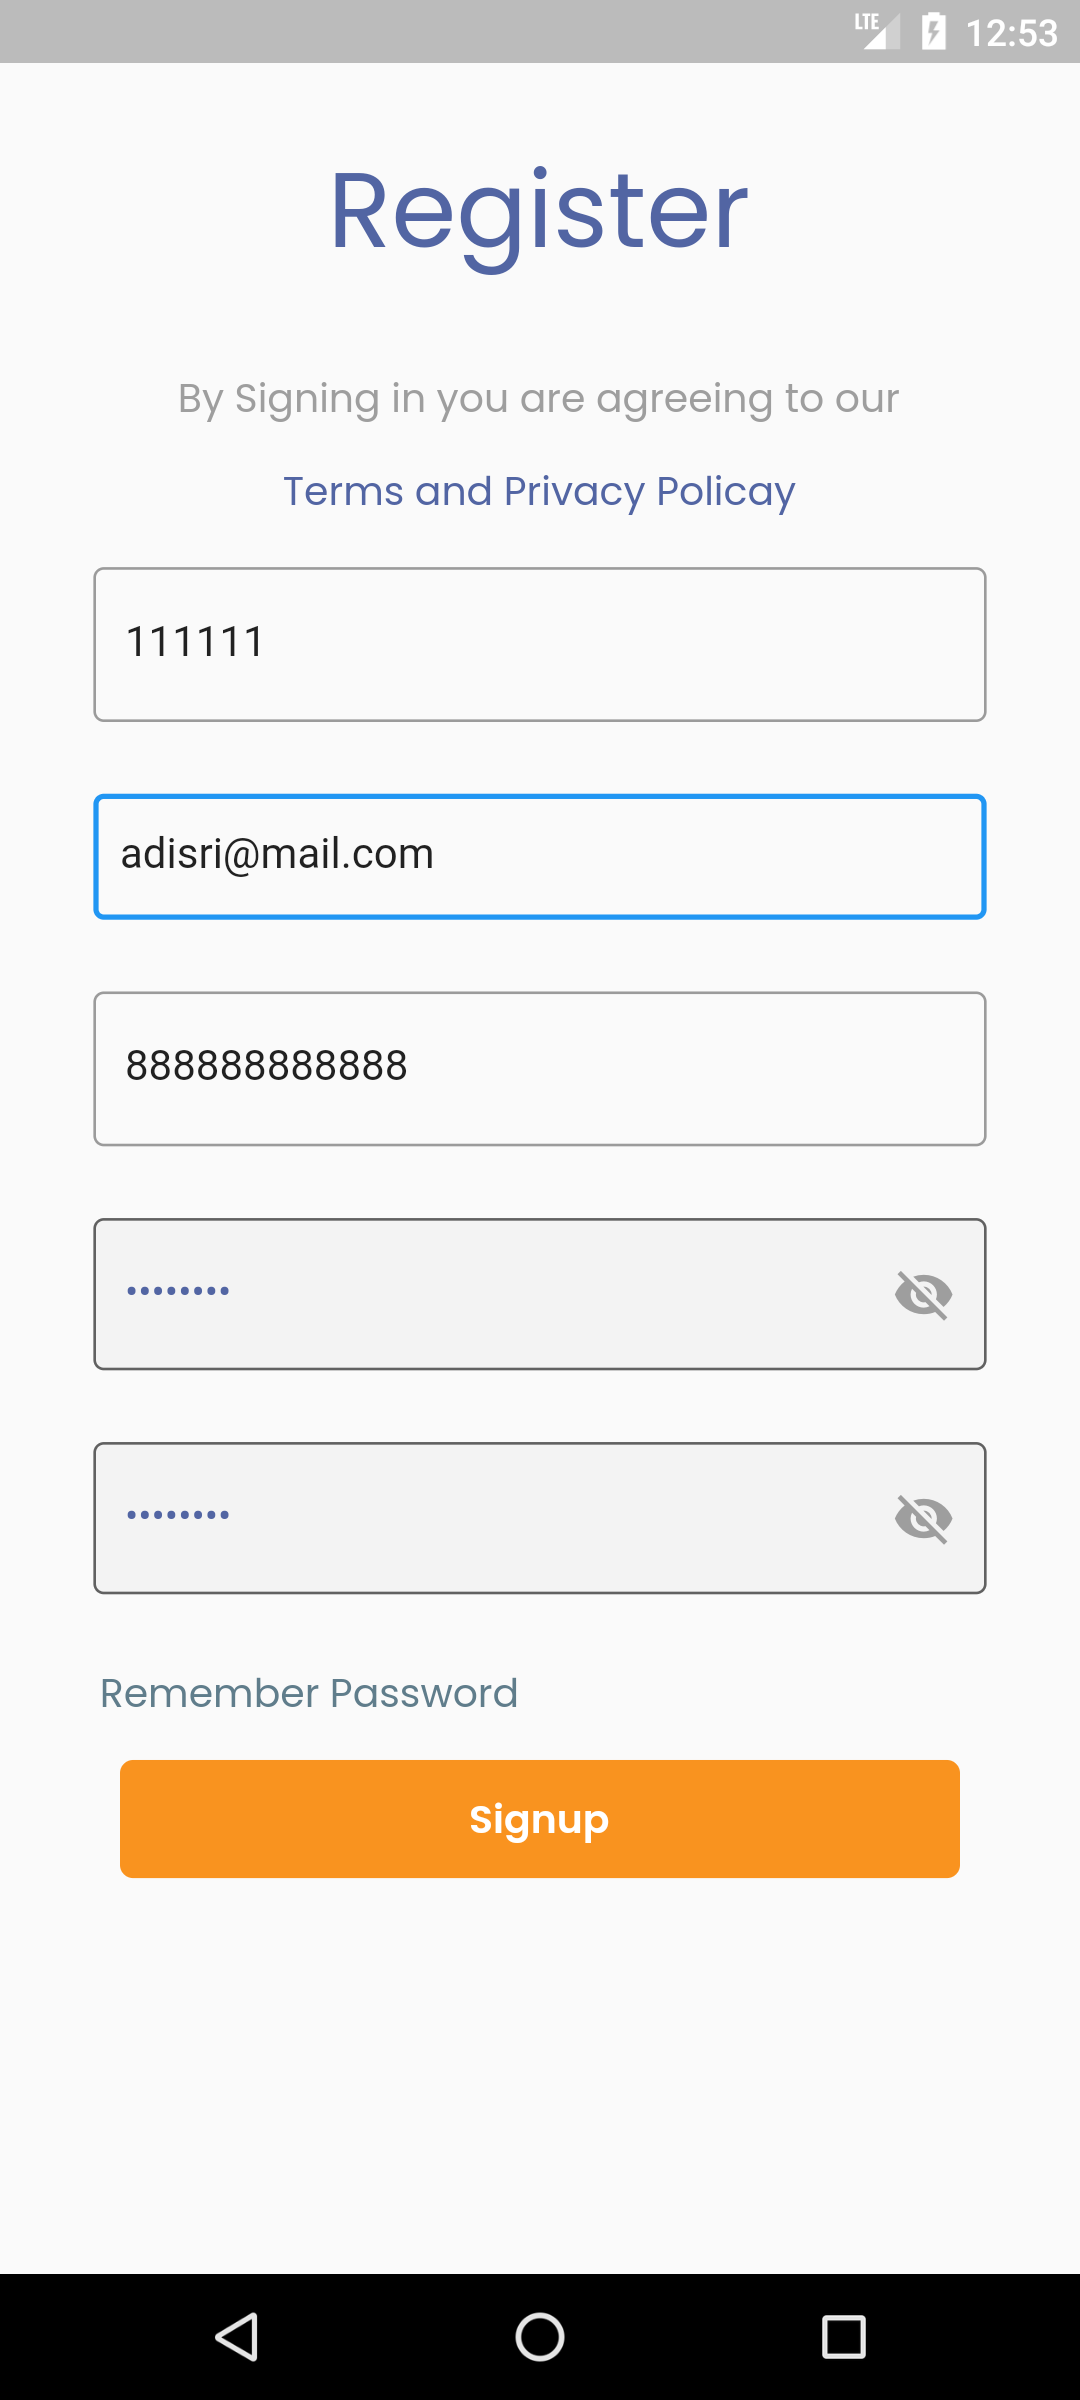 LTE 12:53
Register
By Signing in you are agreeing to our
Terms and Privacy Policay
111111
adisri@mail.com
888888888888
••••••••
••••••••
Remember Password
Signup